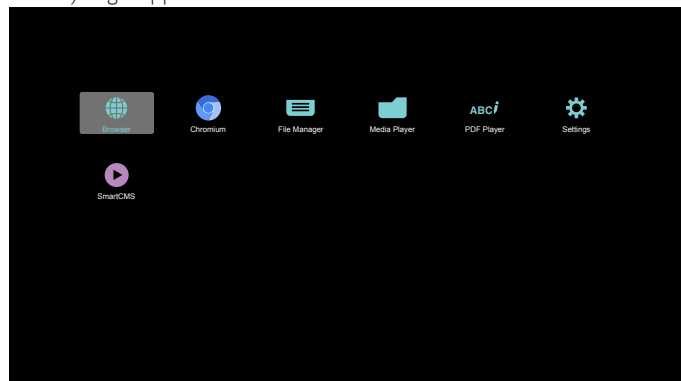 Browser
Chromium
File Manager
Media Player
ABCi
PDF Player
Settings
SmartCMS